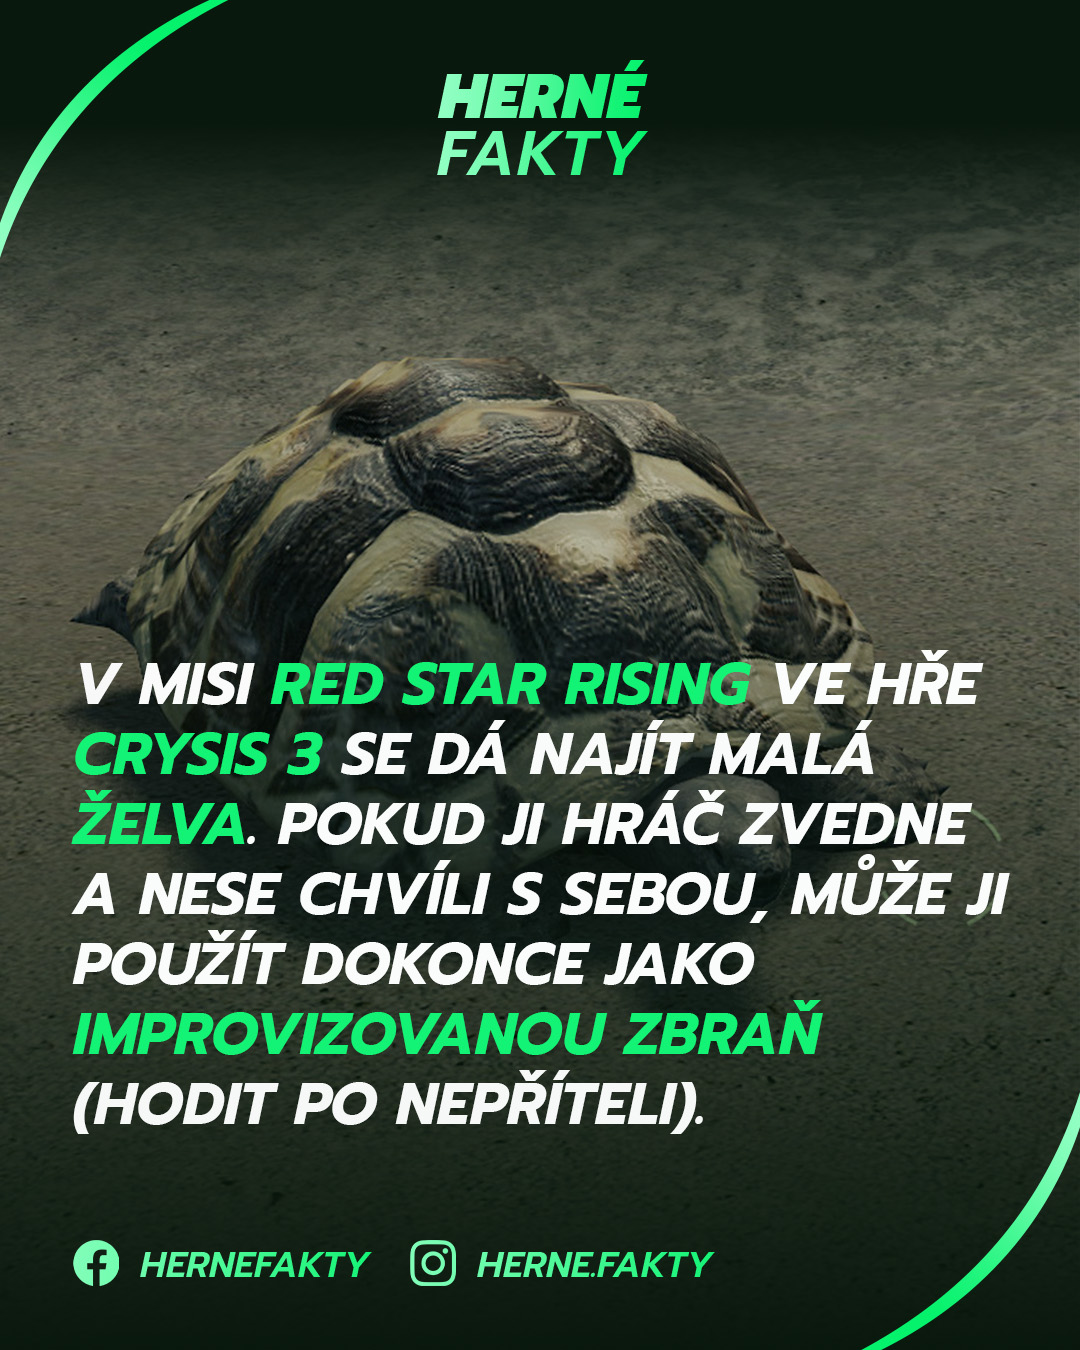 HERNÉ
FAKTY
V MISI RED STAR RISING VE HŘE
CRYSIS 3 SE DÁ NAJÍT MALÁ
ŽELVA. POKUD JI HRÁČ ZVEDNE
A NESE CHVÍLI S SEBOU, MŮŽE JI
POUŽÍT DOKONCE JAKO
IMPROVIZOVANOU ZBRAŇ
(HODIT PO NEPŘÍTELI).
HERNEFAKTY HERNE.FAKTY